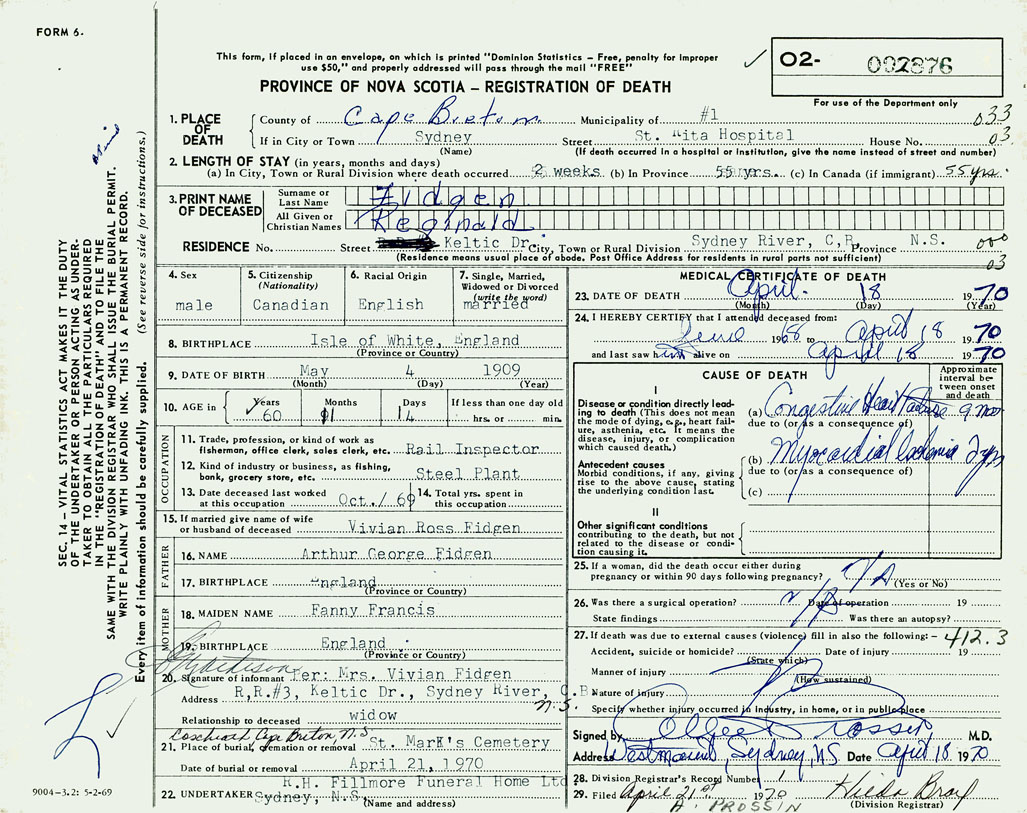 FORM 6.
This form, if placed in an envelope, on which is printed "Dominion Statistics – Free, penalty for improper
use $50," and properly addressed will pass through the mail "FREE"
02- 002876
For use of the Department only
PROVINCE OF NOVA SCOTIA – REGISTRATION OF DEATH
1. PLACE OF DEATH
County of Cape Breton Municipality of #1 033
If in City or Town Sydney Street St. Rita Hospital House No. 03
(Name) (If death occurred in a hospital or institution, give the name instead of street and number)
2. LENGTH OF STAY (in years, months and days)
(a) In City, Town or Rural Division where death occurred 2 weeks (b) In Province 55 yrs. (c) In Canada (if immigrant) 55 yrs.
3. PRINT NAME OF DECEASED
Surname or Last Name Fidgen
All Given or Christian Names Reginald
RESIDENCE No. Street Keltic Dr. City, Town or Rural Division Sydney River, C,B, Province N.S. 000
(Residence means usual place of abode. Post Office Address for residents in rural parts not sufficient) 03
4. Sex male
5. Citizenship (Nationality) Canadian
6. Racial Origin English
7. Single, Married, Widowed or Divorced (write the word) married
8. BIRTHPLACE Isle of White, England
(Province or Country)
9. DATE OF BIRTH May 4 1909
(Month) (Day) (Year)
10. AGE in Years 60 Months 11 Days 14 If less than one day old hrs. or min.
OCCUPATION
11. Trade, profession, or kind of work as
fisherman, office clerk, sales clerk, etc. Rail Inspector
12. Kind of industry or business, as fishing,
bank, grocery store, etc. Steel Plant
13. Date deceased last worked at this occupation Oct./69 14. Total yrs. spent in this occupation
15. If married give name of wife
or husband of deceased Vivian Ross Fidgen
FATHER
16. NAME Arthur George Fidgen
17. BIRTHPLACE England
(Province or Country)
MOTHER
18. MAIDEN NAME Fanny Francis
19. BIRTHPLACE England
(Province or Country)
20. Signature of informant Per: Mrs. Vivian Fidgen
Address R,R.#3, Keltic Dr., Sydney River, C.B.
N.S.
Relationship to deceased widow
Coxheath Cape Breton N.S
21. Place of burial, cremation or removal St. Mark's Cemetery
Date of burial or removal April 21, 1970
R.H. Fillmore Funeral Home Ltd
22. UNDERTAKER Sydney, N.S.
(Name and address)
MEDICAL CERTIFICATE OF DEATH
23. DATE OF DEATH April 18 1970
(Month) (Day) (Year)
24. I HEREBY CERTIFY that I attended deceased from:
June 1968 to April 18 1970
and last saw him alive on April 18 1970
CAUSE OF DEATH
Approximate interval between onset and death
I
Disease or condition directly leading to death (This does not mean the mode of dying, e.g., heart failure, asthenia, etc. It means the disease, injury, or complication which caused death.)
(a) Congestive Heart Failure 9 mos
due to (or as a consequence of)
Antecedent causes
Morbid conditions, if any, giving rise to the above cause, stating the underlying condition last.
(b) Myocardial Ischemia 2 yrs
due to (or as a consequence of)
(c)
II
Other significant conditions
contributing to the death, but not related to the disease or condition causing it.
25. If a woman, did the death occur either during
pregnancy or within 90 days following pregnancy?
(Yes or No)
26. Was there a surgical operation? Date of operation 19
State findings Was there an autopsy?
27. If death was due to external causes (violence) fill in also the following: – 412.3
Accident, suicide or homicide? Date of injury 19
(State which)
Manner of injury
(How sustained)
Nature of injury
Specify whether injury occurred in industry, in home, or in public place
Signed by M.D.
Address Westmount, Sydney, N.S. Date April 18 1970
28. Division Registrar's Record Number 1
29. Filed April 21st 1970 Hilda
A. PROSSIN (Division Registrar)
SEC. 14 – VITAL STATISTICS ACT MAKES IT THE DUTY
OF THE UNDERTAKER OR PERSON ACTING AS UNDER-
TAKER TO OBTAIN ALL THE PARTICULARS REQUIRED
IN THE "REGISTRATION OF DEATH" AND TO FILE THE
SAME WITH THE DIVISION REGISTRAR WHO SHALL ISSUE THE BURIAL PERMIT.
WRITE PLAINLY WITH UNFADING INK. THIS IS A PERMANENT RECORD.
Every item of information should be carefully supplied. (See reverse side for instructions.)
9004-3.2: 5-2-69